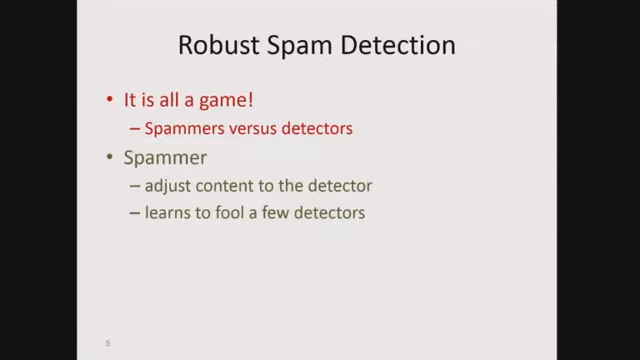 Robust Spam Detection
• It is all a game!
– Spammers versus detectors
• Spammer
– adjust content to the detector
– learns to fool a few detectors
5